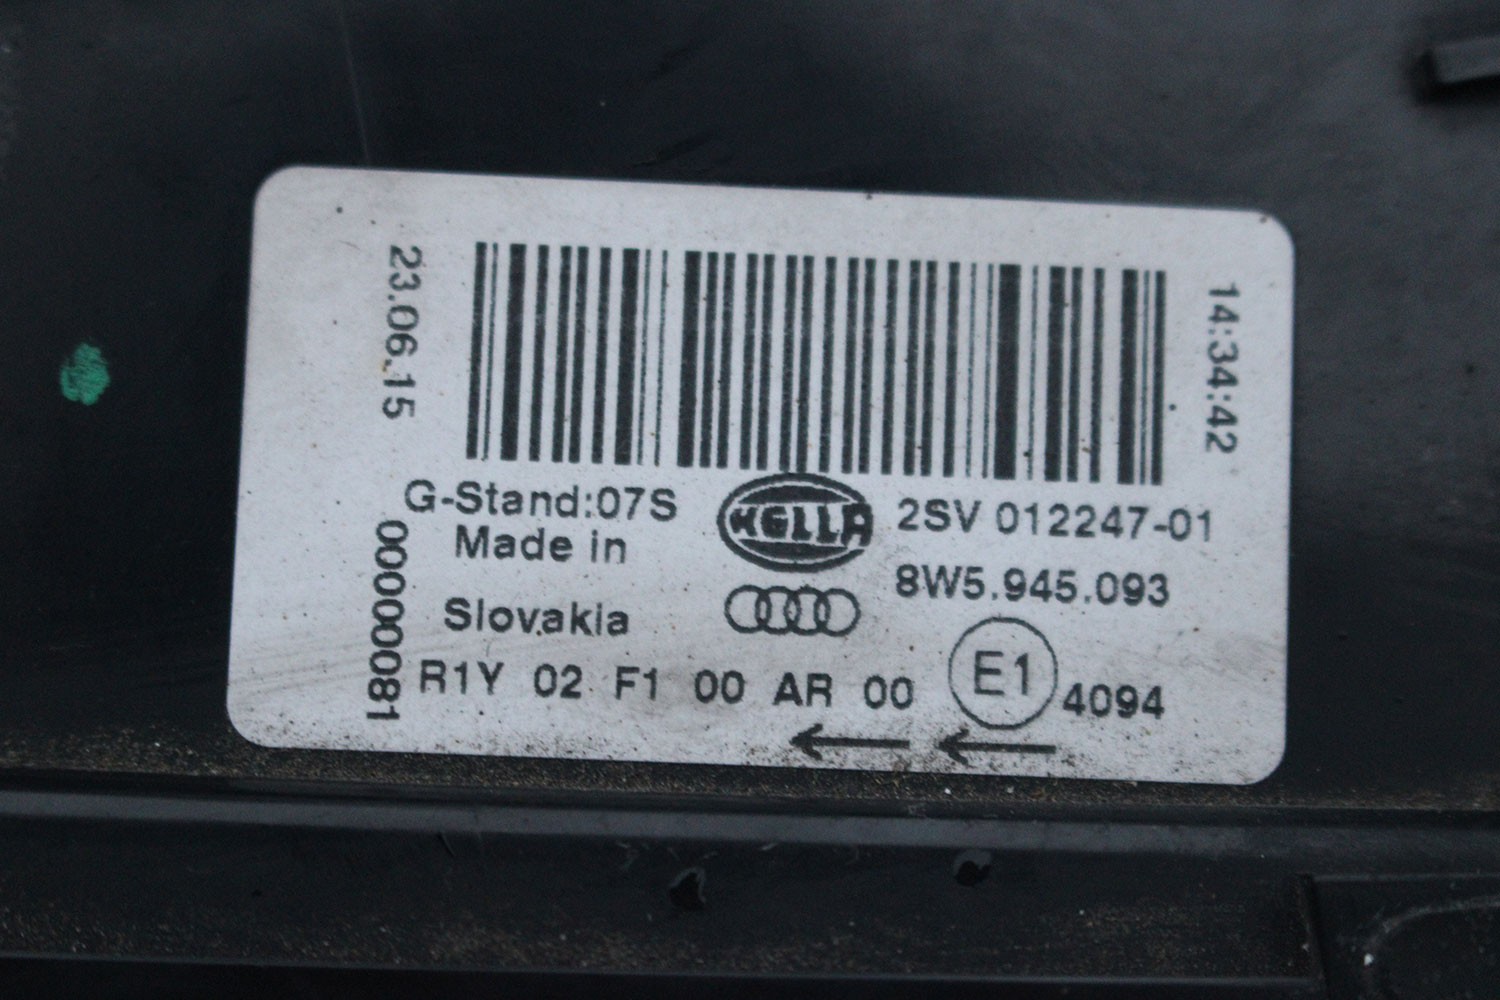 23.06.15
14:34:42
G-Stand:07S
HELLA
2SV 012247-01
Made in
8W5.945.093
Slovakia
R1Y 02 F1 00 AR 00
E1
4094
00000081